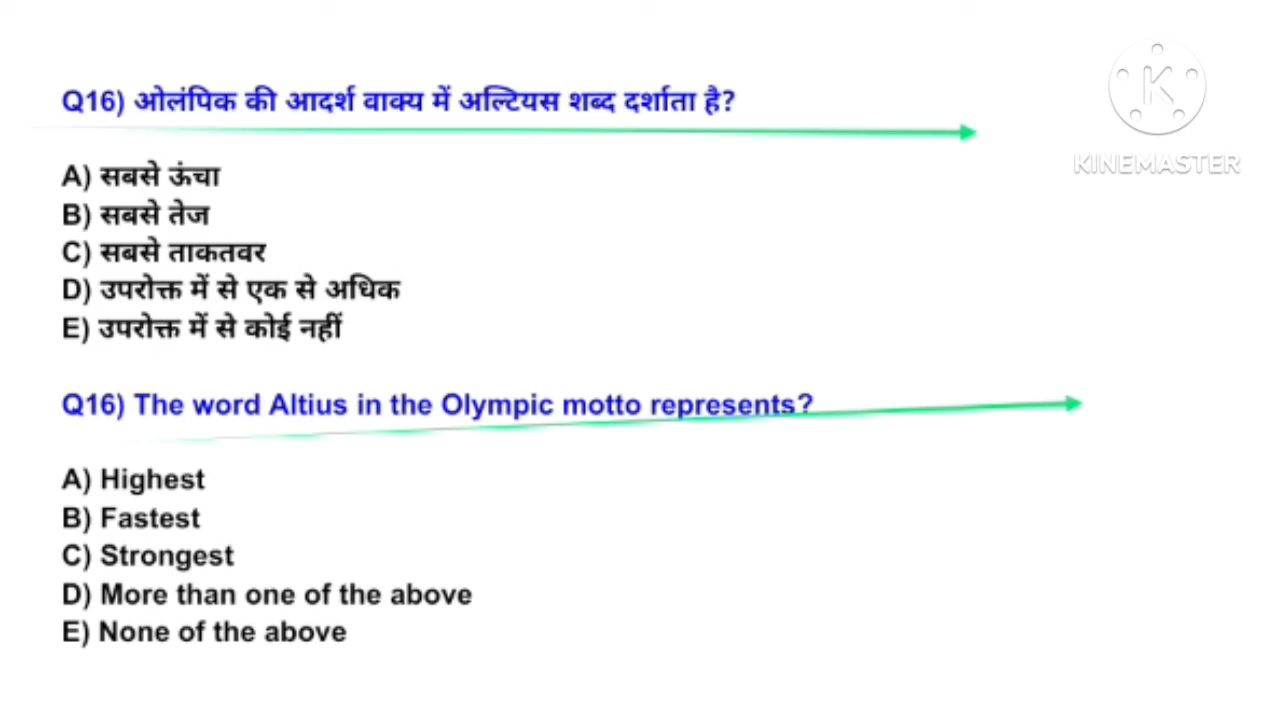 Q16) ओलंपिक की आदर्श वाक्य में अल्टियस शब्द दर्शाता है?
A) सबसे ऊंचा
B) सबसे तेज
C) सबसे ताकतवर
D) उपरोक्त में से एक से अधिक
E) उपरोक्त में से कोई नहीं
Q16) The word Altius in the Olympic motto represents?
A) Highest
B) Fastest
C) Strongest
D) More than one of the above
E) None of the above
K
KINEMASTER